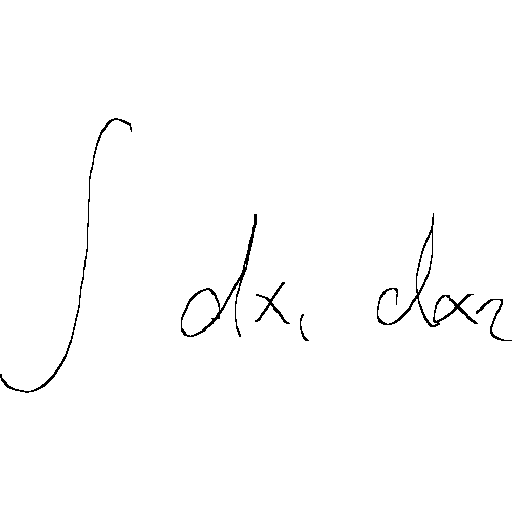 ∫ dx₁ dx₂